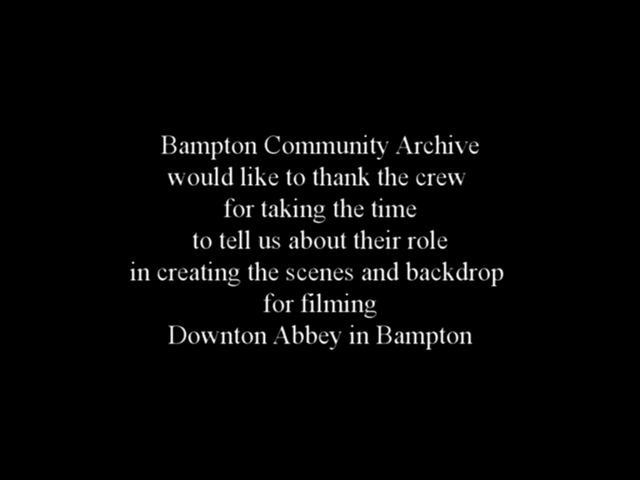 Bampton Community Archive
would like to thank the crew
for taking the time
to tell us about their role
in creating the scenes and backdrop
for filming
Downton Abbey in Bampton